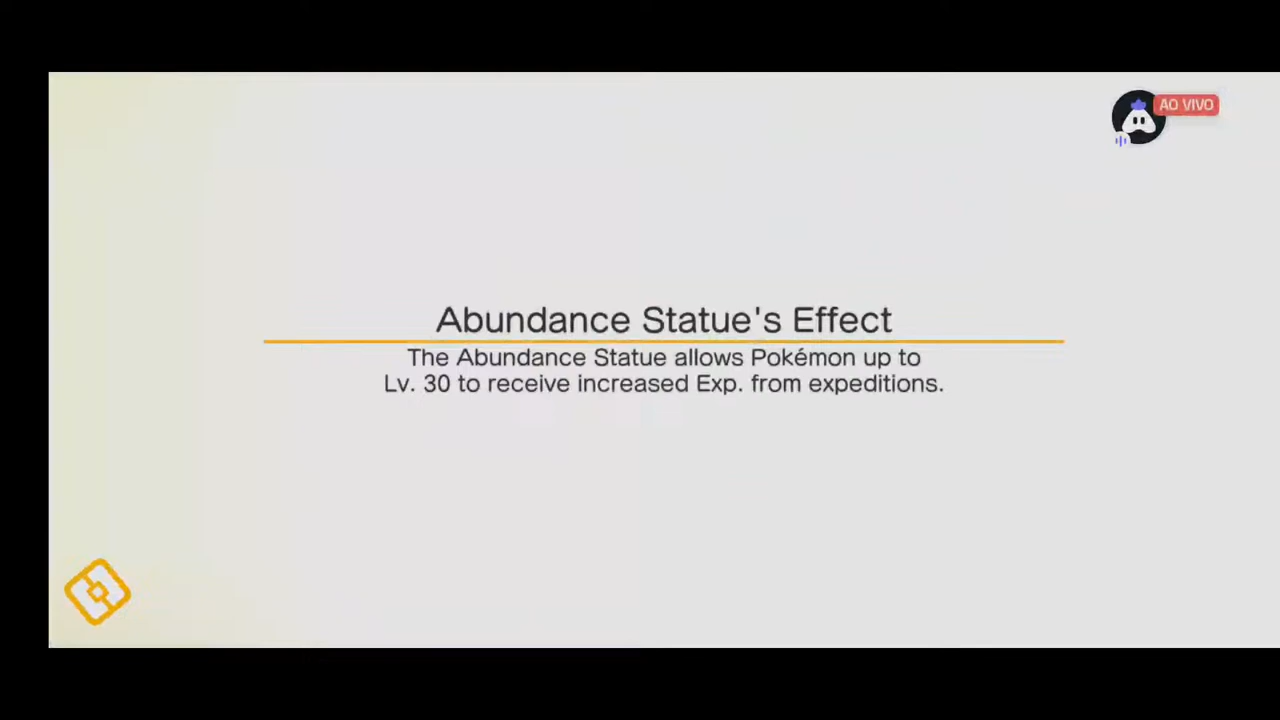 AO VIVO
Abundance Statue's Effect
The Abundance Statue allows Pokémon up to
Lv. 30 to receive increased Exp. from expeditions.